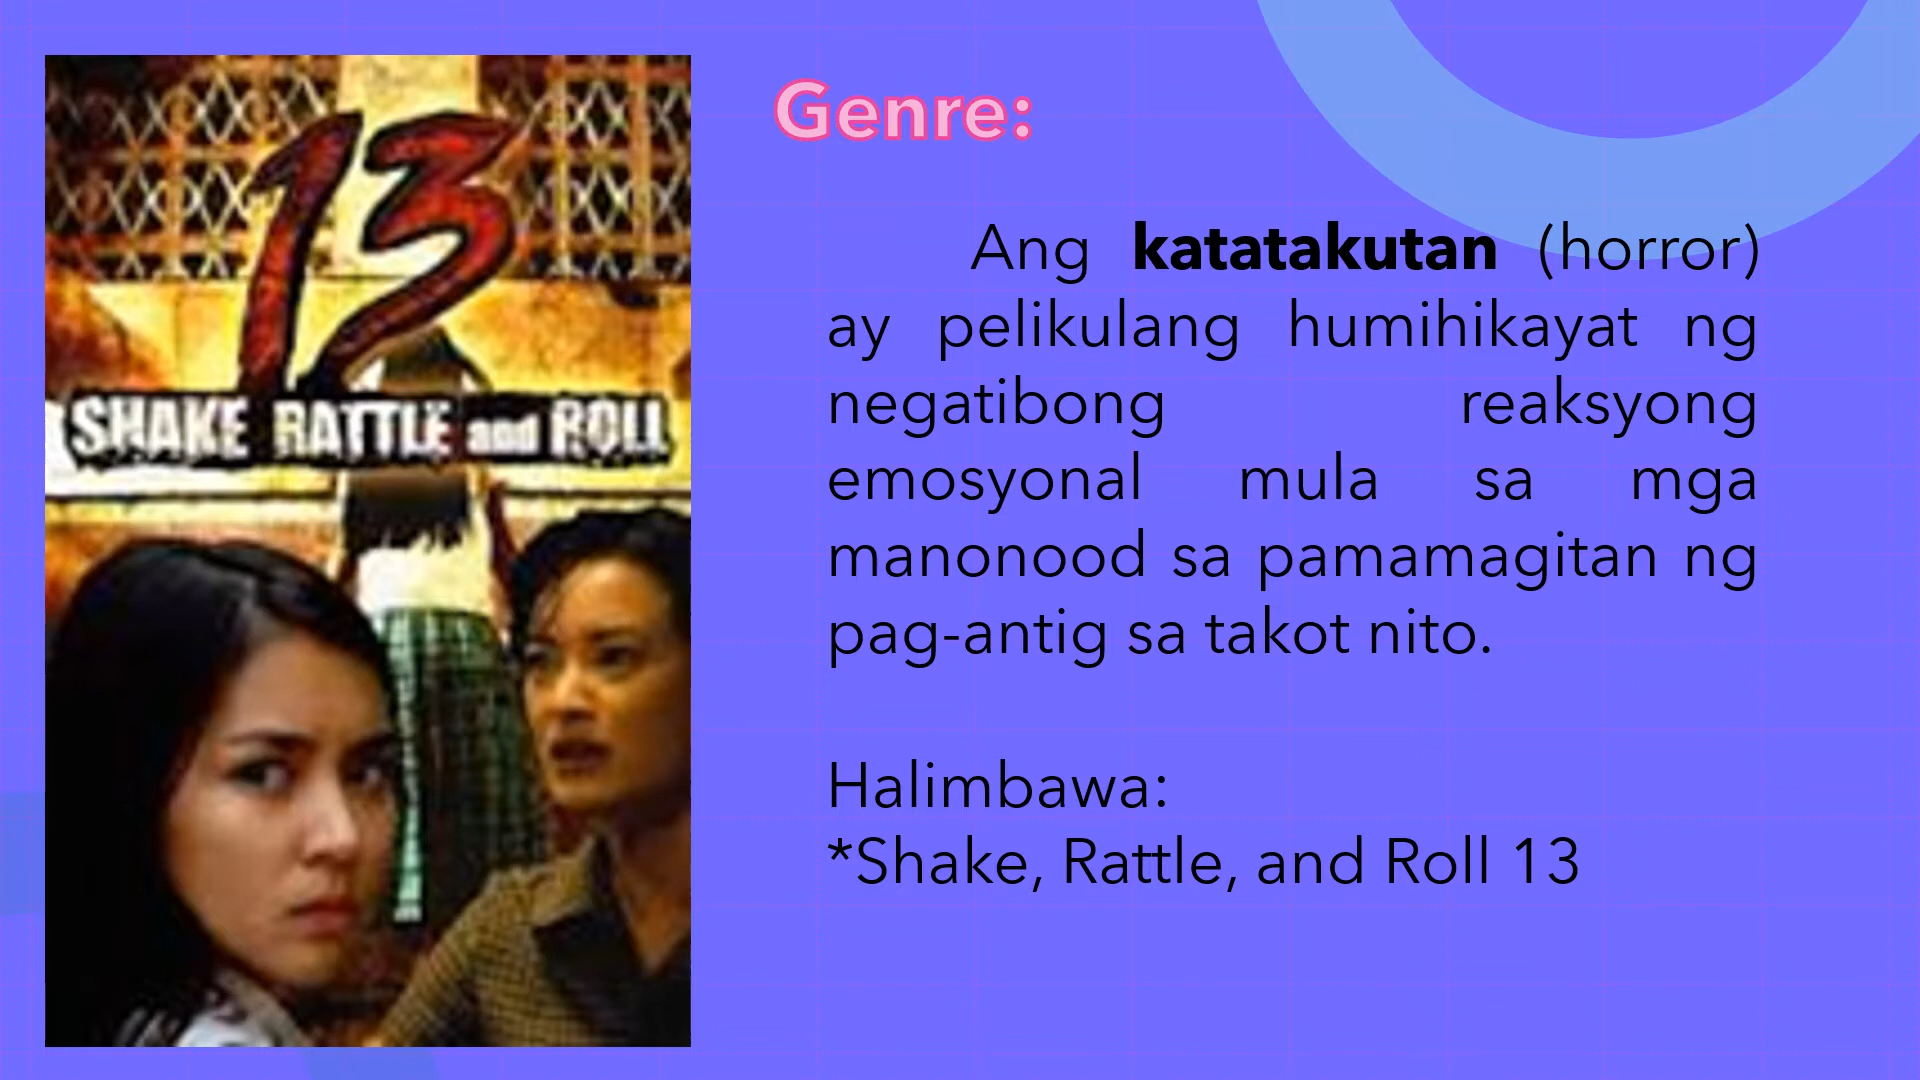 13
SHAKE RATTLE and ROLL
Genre:
Ang katatakutan (horror)
ay pelikulang humihikayat ng
negatibong reaksyong
emosyonal mula sa mga
manonood sa pamamagitan ng
pag-antig sa takot nito.
Halimbawa:
*Shake, Rattle, and Roll 13